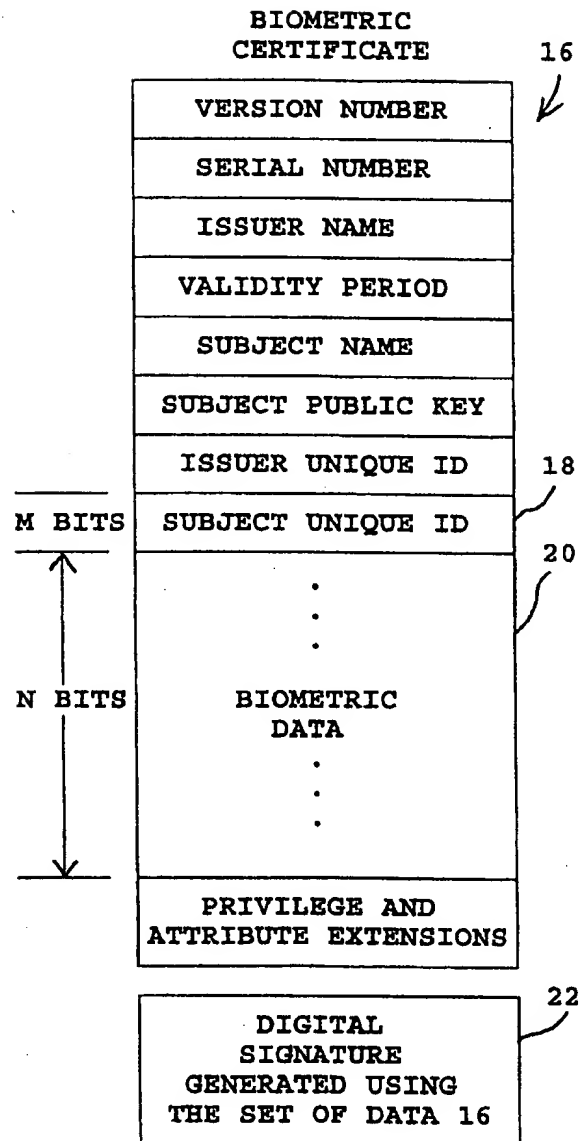 BIOMETRIC
CERTIFICATE
16
VERSION NUMBER
SERIAL NUMBER
ISSUER NAME
VALIDITY PERIOD
SUBJECT NAME
SUBJECT PUBLIC KEY
ISSUER UNIQUE ID
18
M BITS
SUBJECT UNIQUE ID
20
N BITS
BIOMETRIC
DATA
PRIVILEGE AND
ATTRIBUTE EXTENSIONS
22
DIGITAL
SIGNATURE
GENERATED USING
THE SET OF DATA 16